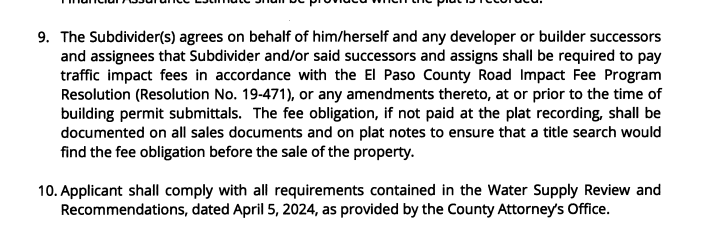 Financial Assurance Estimate shall be provided when the plat is recorded.
9. The Subdivider(s) agrees on behalf of him/herself and any developer or builder successors
and assignees that Subdivider and/or said successors and assigns shall be required to pay
traffic impact fees in accordance with the El Paso County Road Impact Fee Program
Resolution (Resolution No. 19-471), or any amendments thereto, at or prior to the time of
building permit submittals. The fee obligation, if not paid at the plat recording, shall be
documented on all sales documents and on plat notes to ensure that a title search would
find the fee obligation before the sale of the property.
10. Applicant shall comply with all requirements contained in the Water Supply Review and
Recommendations, dated April 5, 2024, as provided by the County Attorney's Office.